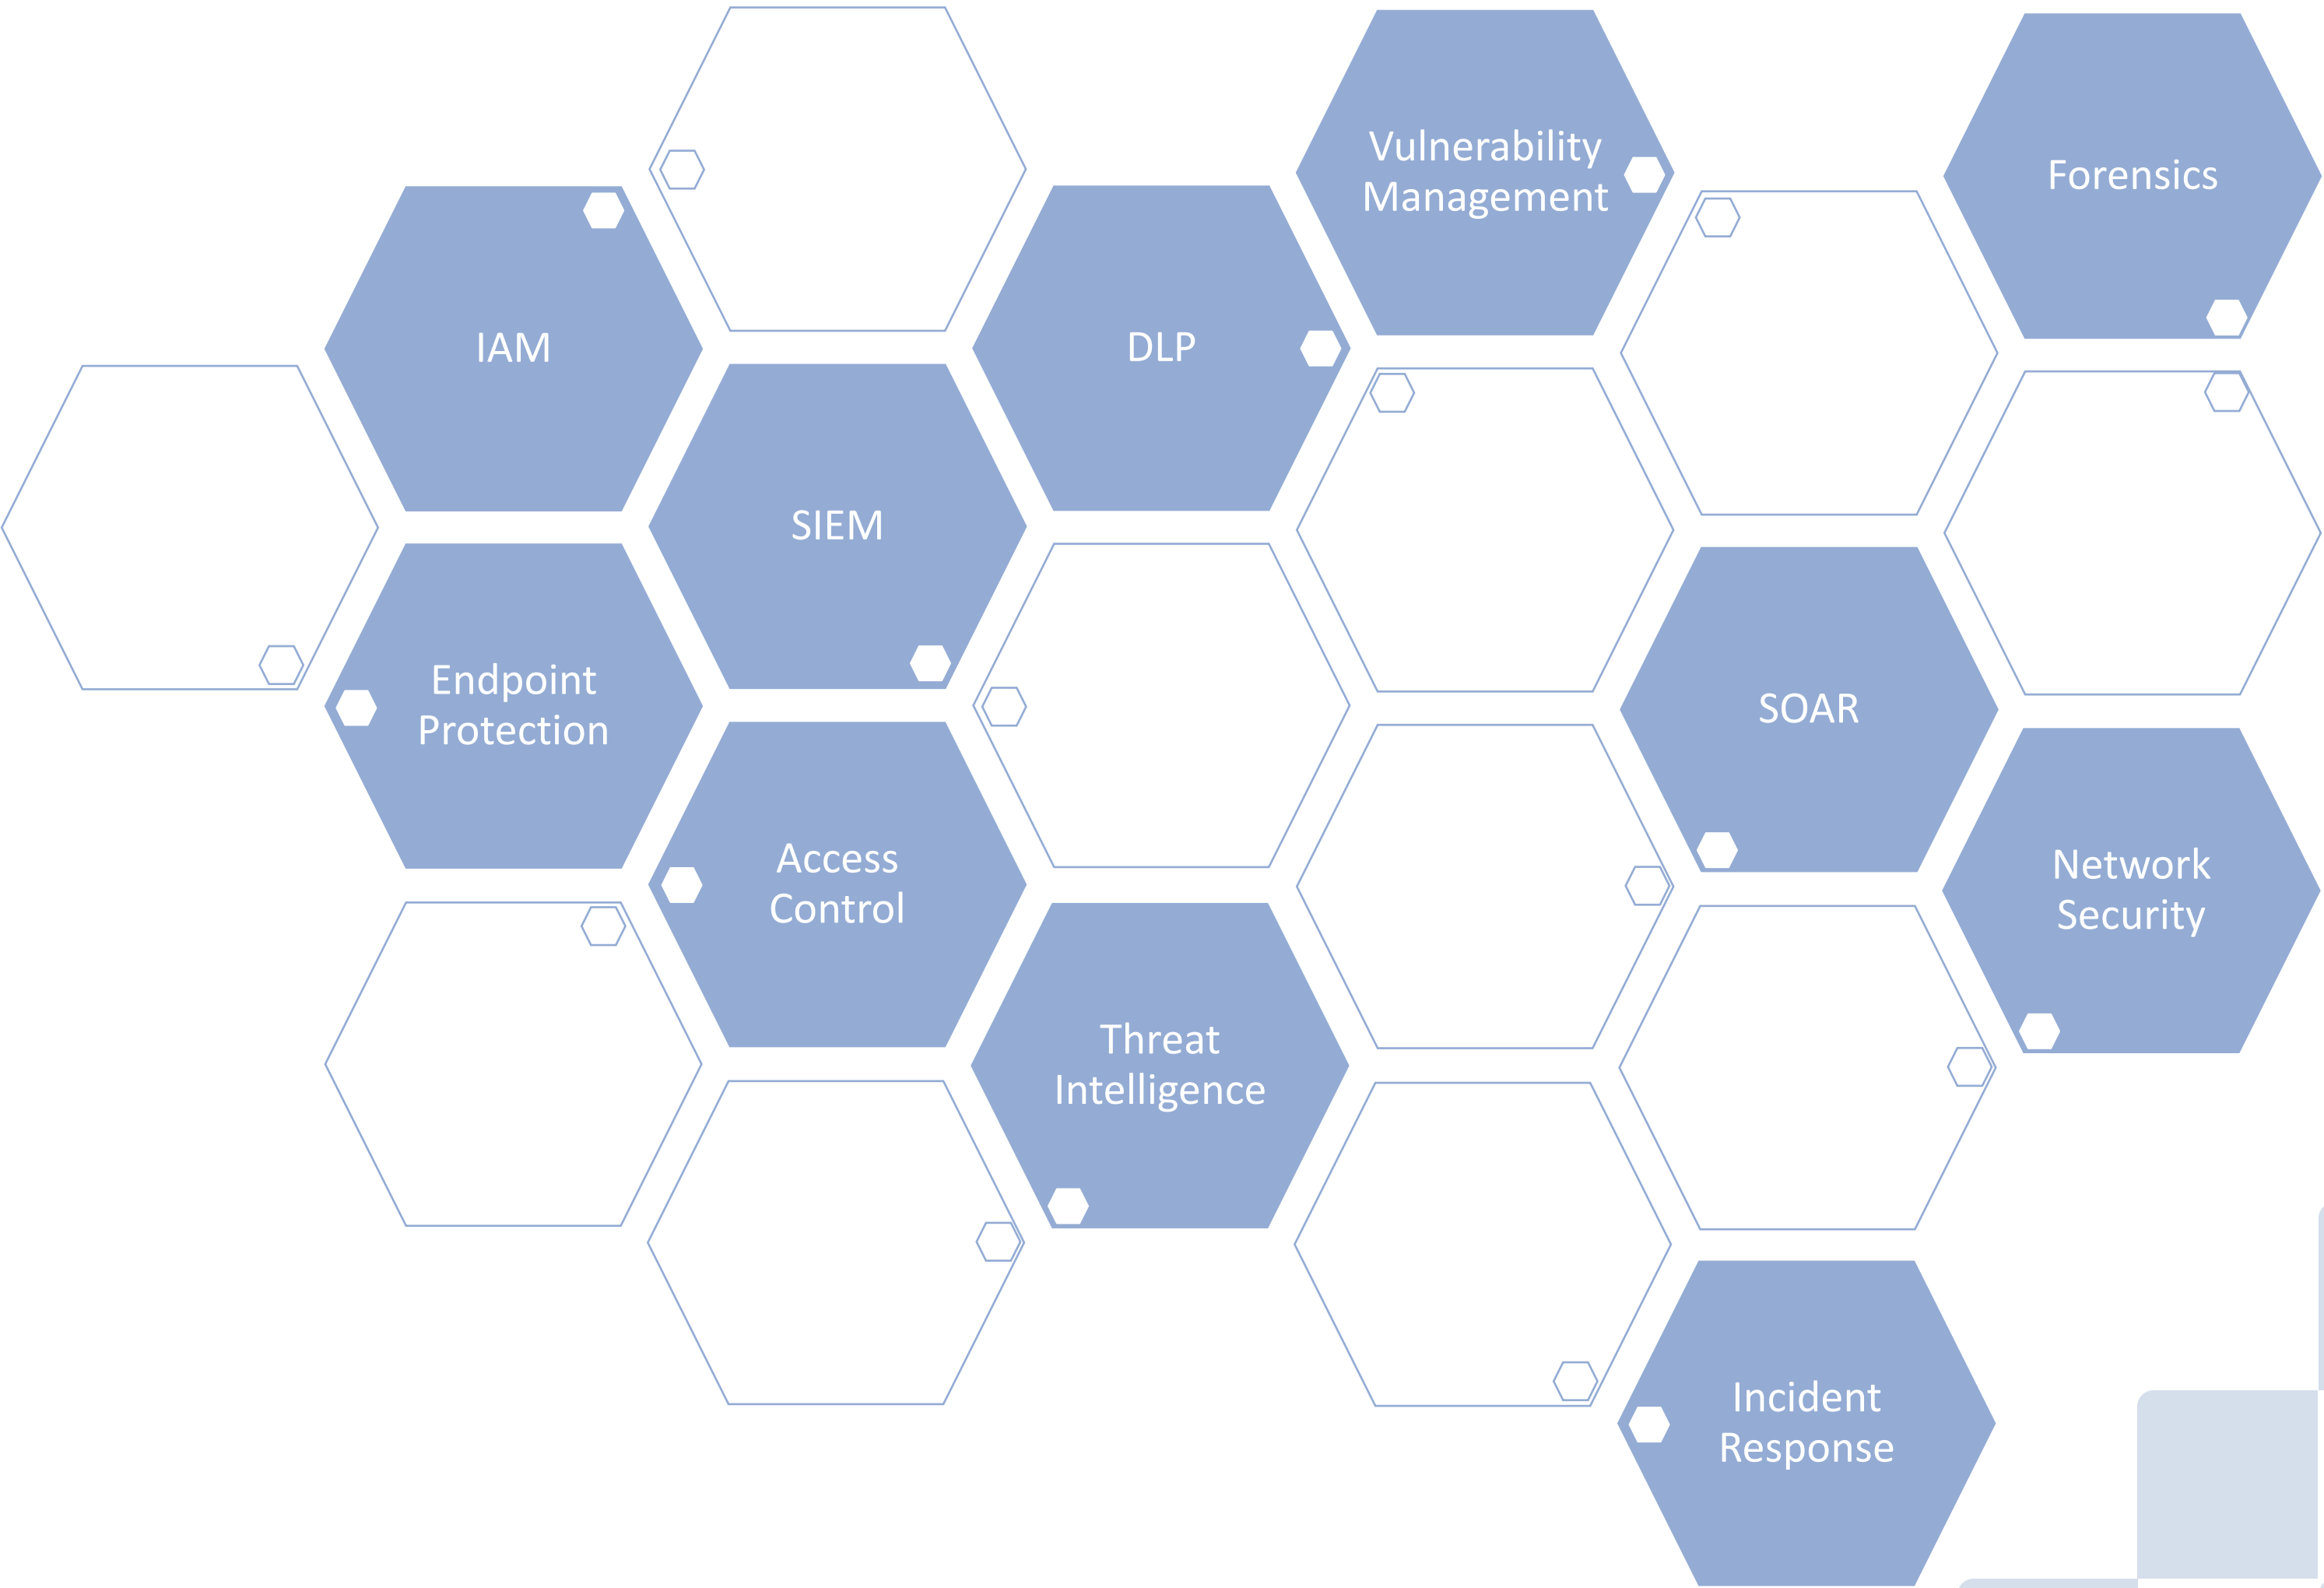 Vulnerability
Management
Forensics
IAM
DLP
SIEM
Endpoint
Protection
SOAR
Access
Control
Network
Security
Threat
Intelligence
Incident
Response